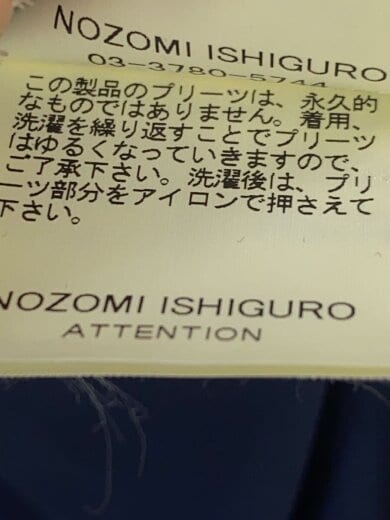 NOZOMI ISHIGURO
03-3780-5744
この製品のプリーツは、永久的
なものではありません。着用、
洗濯を繰り返すことでプリーツ
はゆるくなっていきますので、
ご了承下さい。洗濯後は、プリ
ーツ部分をアイロンで押さえて
下さい。
NOZOMI ISHIGURO
ATTENTION